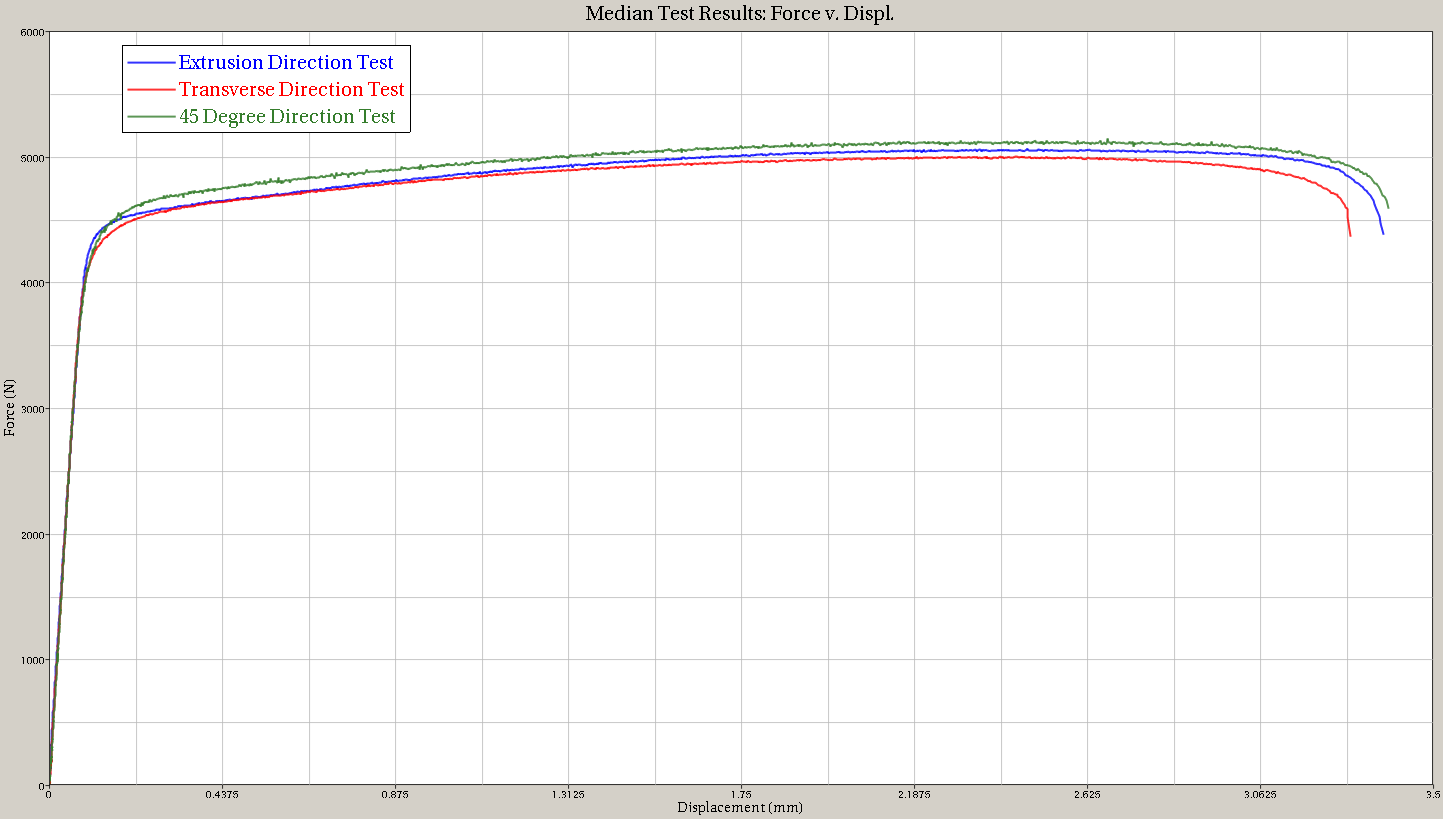 Median Test Results: Force v. Displ.
6000
Extrusion Direction Test
Transverse Direction Test
45 Degree Direction Test
5000
4000
Force (N)
3000
2000
1000
0
0 0.4375 0.875 1.3125 1.75 2.1875 2.625 3.0625 3.5
Displacement (mm)